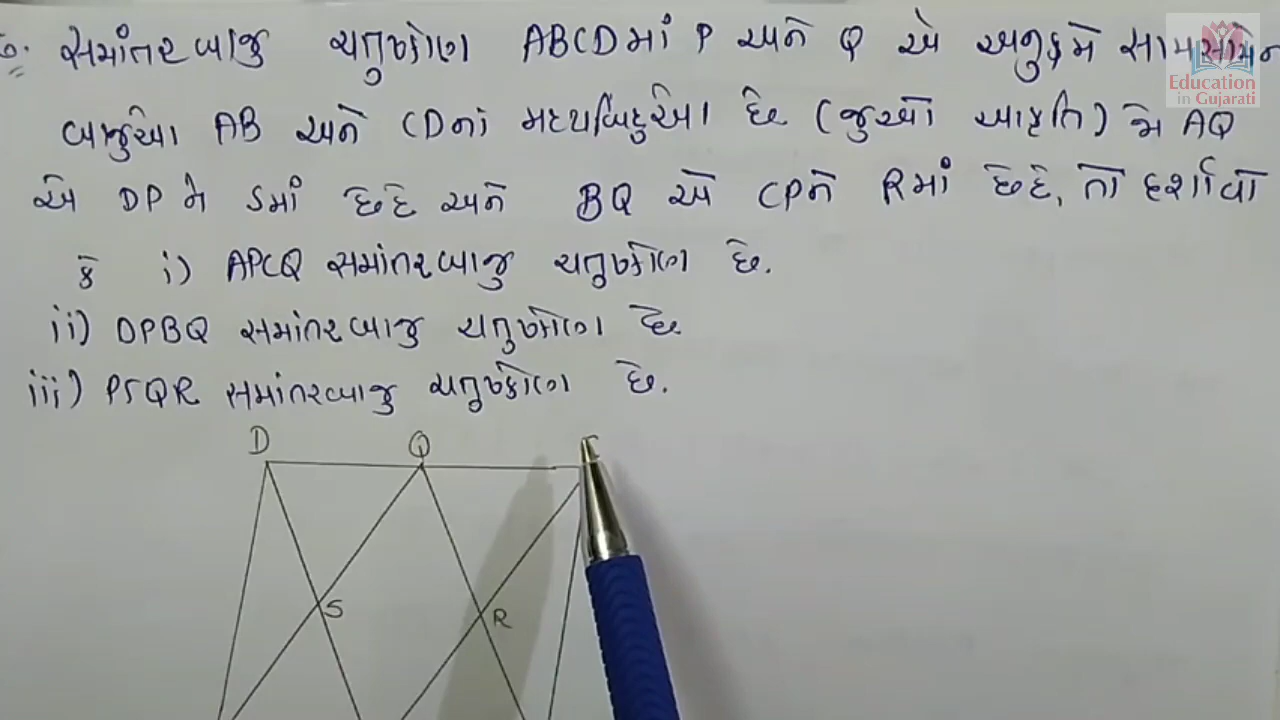 સમાંતરબાજુ ચતુષ્કોણ ABCDમાં P અને Q એ અનુક્રમે સામસામેન
બાજુઓ AB અને CDનાં મધ્યબિંદુઓ છે (જુઓ આકૃતિ) જો AQ
એ DP ને Sમાં છેદે અને BQ એ CPને Rમાં છેદે, તો દર્શાવો
કે i) APCQ સમાંતરબાજુ ચતુષ્કોણ છે.
ii) DPBQ સમાંતરબાજુ ચતુષ્કોણ છે
iii) PSQR સમાંતરબાજુ ચતુષ્કોણ છે.
D Q
S R
Education
in Gujarati